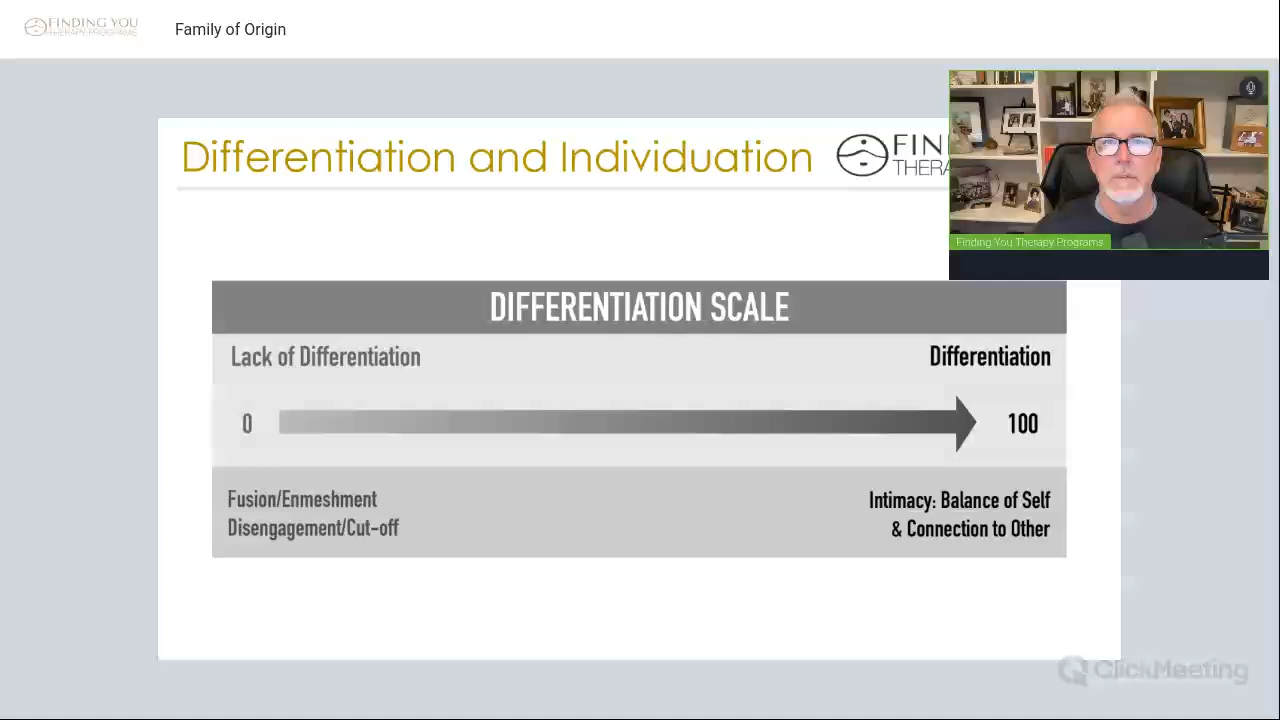 FINDING YOU
THERAPY PROGRAMS
Family of Origin
Differentiation and Individuation
FIN
THERA
Finding You Therapy Programs
DIFFERENTIATION SCALE
Lack of Differentiation
Differentiation
0
100
Fusion/Enmeshment
Disengagement/Cut-off
Intimacy: Balance of Self
& Connection to Other
ClickMeeting